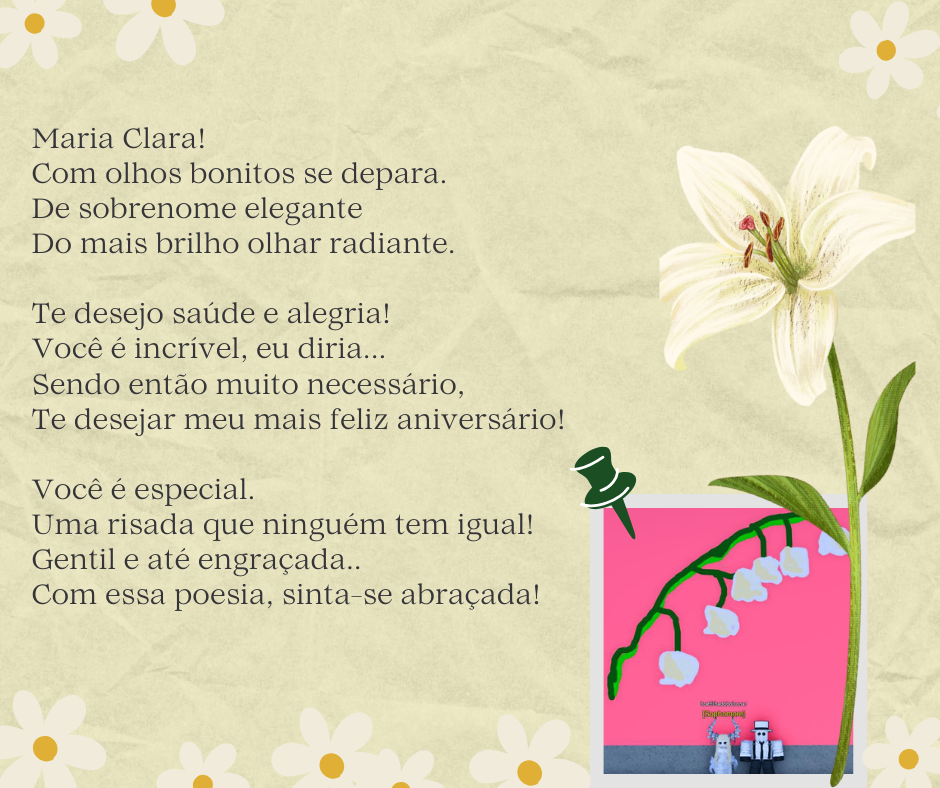 Maria Clara!
Com olhos bonitos se depara.
De sobrenome elegante
Do mais brilho olhar radiante.
Te desejo saúde e alegria!
Você é incrível, eu diria...
Sendo então muito necessário,
Te desejar meu mais feliz aniversário!
Você é especial.
Uma risada que ninguém tem igual!
Gentil e até engraçada..
Com essa poesia, sinta-se abraçada!